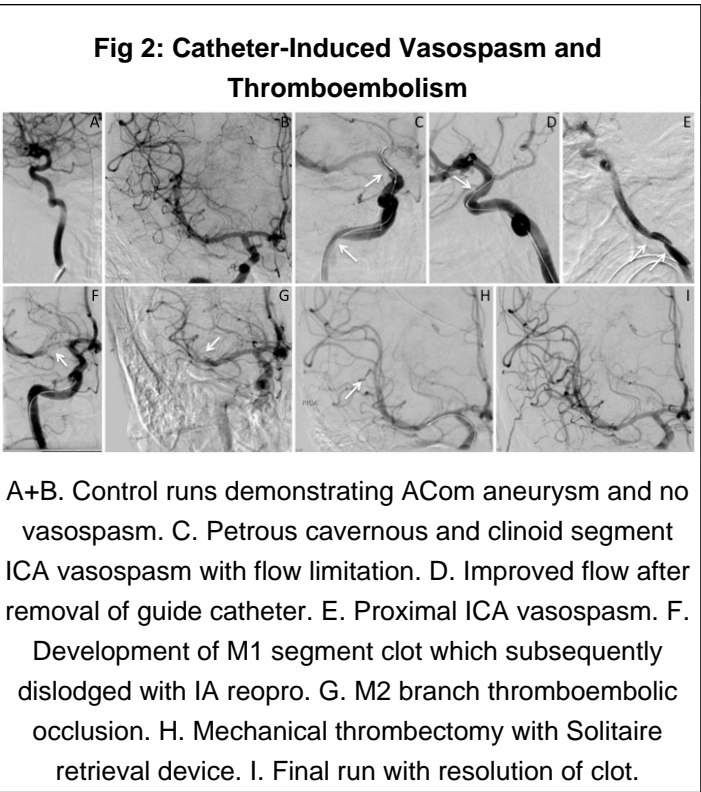 Fig 2: Catheter-Induced Vasospasm and
Thromboembolism
A
B
C
D
E
F
G
H
I
A+B. Control runs demonstrating ACom aneurysm and no
vasospasm. C. Petrous cavernous and clinoid segment
ICA vasospasm with flow limitation. D. Improved flow after
removal of guide catheter. E. Proximal ICA vasospasm. F.
Development of M1 segment clot which subsequently
dislodged with IA reopro. G. M2 branch thromboembolic
occlusion. H. Mechanical thrombectomy with Solitaire
retrieval device. I. Final run with resolution of clot.